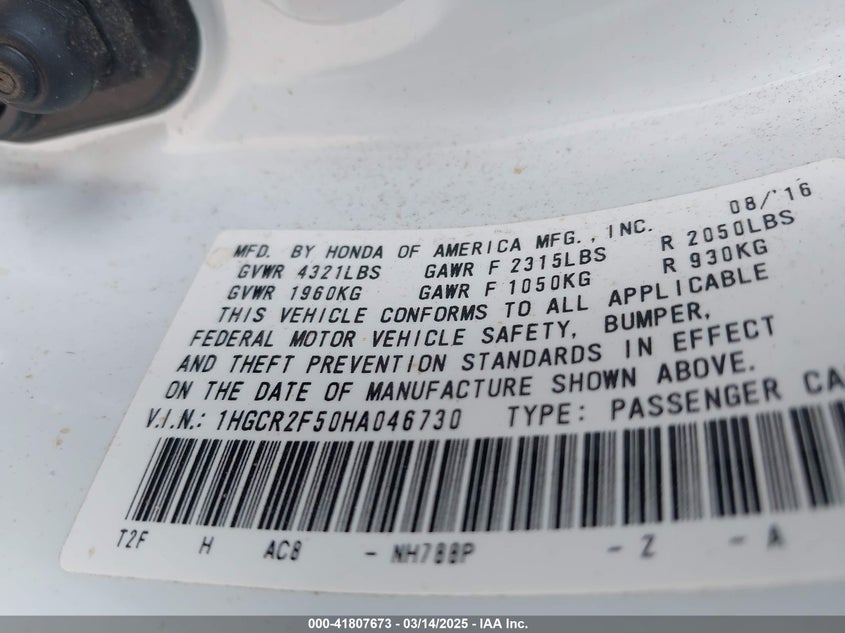 08/'16
MFD. BY HONDA OF AMERICA MFG., INC.
GVWR 4321LBS GAWR F 2315LBS R 2050LBS
GVWR 1960KG GAWR F 1050KG R 930KG
THIS VEHICLE CONFORMS TO ALL APPLICABLE
FEDERAL MOTOR VEHICLE SAFETY, BUMPER,
AND THEFT PREVENTION STANDARDS IN EFFECT
ON THE DATE OF MANUFACTURE SHOWN ABOVE.
V.I.N.: 1HGCR2F50HA046730 TYPE: PASSENGER CA
T2F H AC8 - NH788P - Z - A
000-41807673 — 03/14/2025 — IAA Inc.